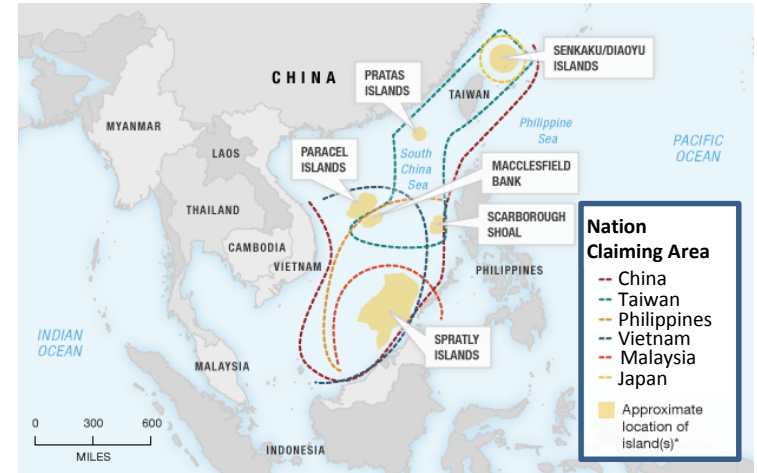 SENKAKU/DIAOYU
ISLANDS
CHINA
PRATAS
ISLANDS
TAIWAN
MYANMAR
Philippine
Sea
PACIFIC
OCEAN
LAOS
PARACEL
ISLANDS
South
China
Sea
MACCLESFIELD
BANK
THAILAND
SCARBOROUGH
SHOAL
CAMBODIA
VIETNAM
PHILIPPINES
INDIAN
OCEAN
SPRATLY
ISLANDS
MALAYSIA
INDONESIA
0 300 600
MILES
Nation
Claiming Area
China
Taiwan
Philippines
Vietnam
Malaysia
Japan
Approximate
location of
island(s)*